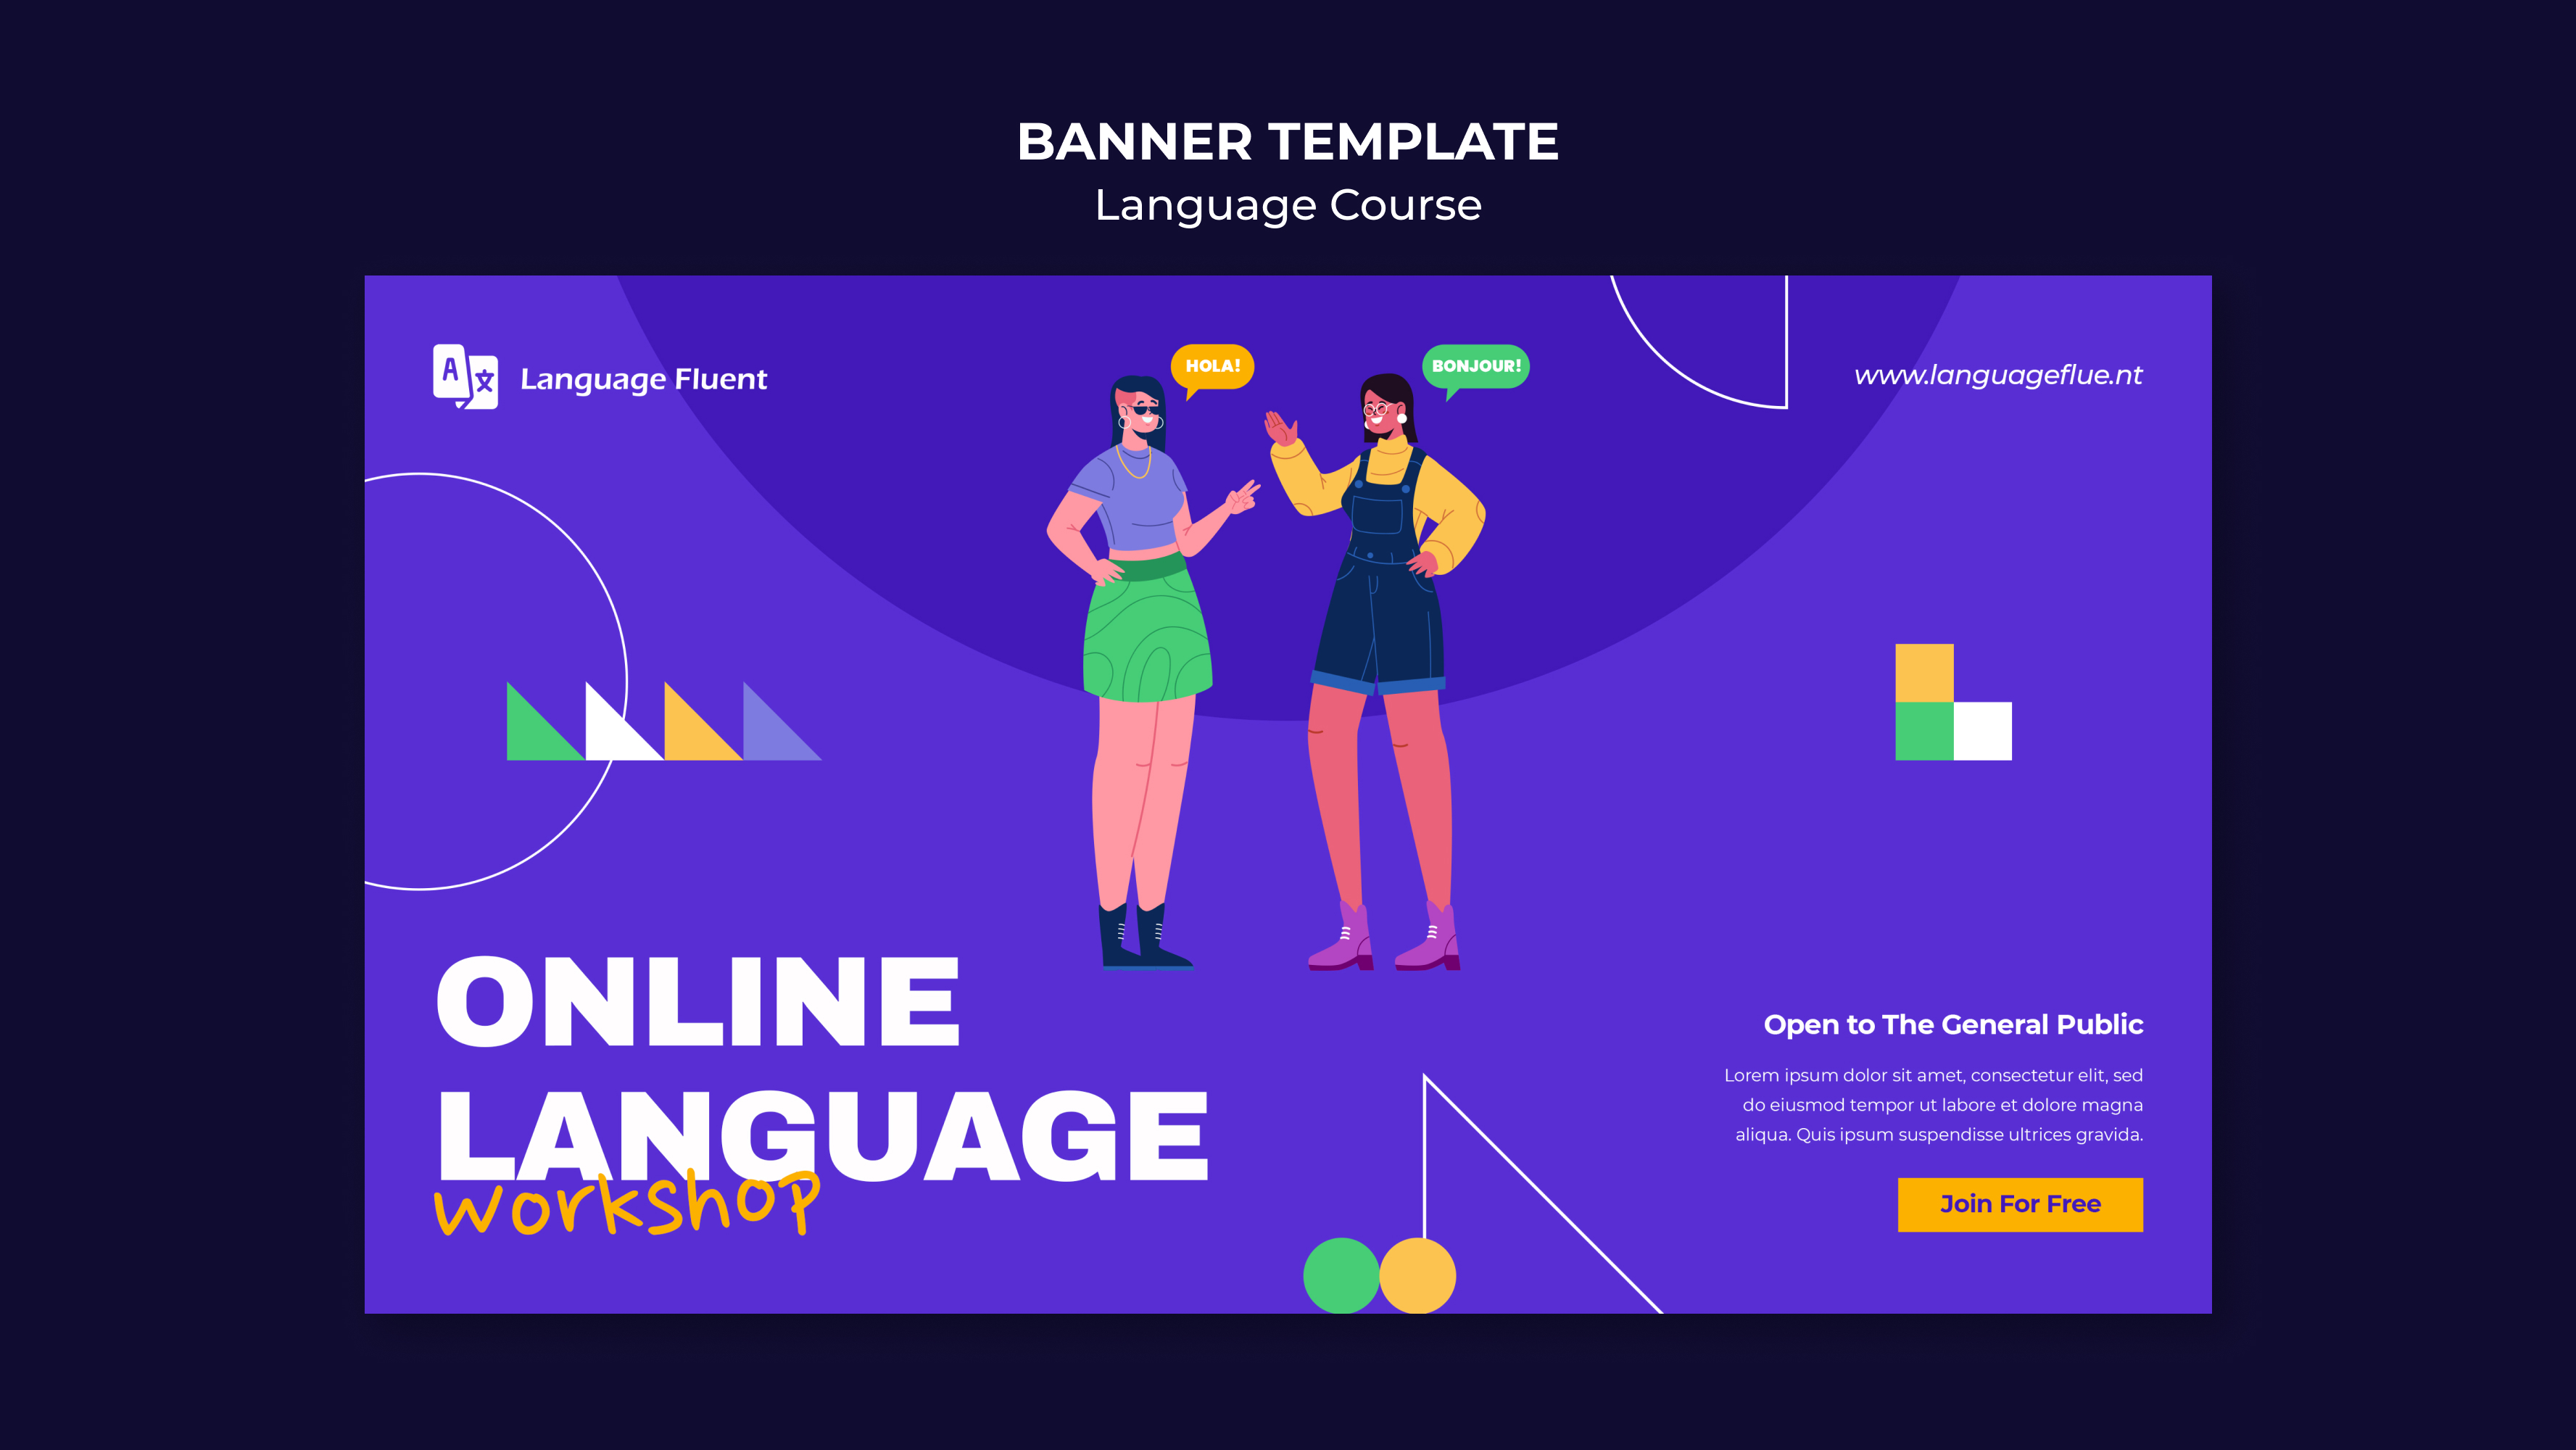 BANNER TEMPLATE
Language Course
A 文 Language Fluent
HOLA!
BONJOUR!
www.languageflue.nt
ONLINE
LANGUAGE
workshop
Open to The General Public
Lorem ipsum dolor sit amet, consectetur elit, sed
do eiusmod tempor ut labore et dolore magna
aliqua. Quis ipsum suspendisse ultrices gravida.
Join For Free